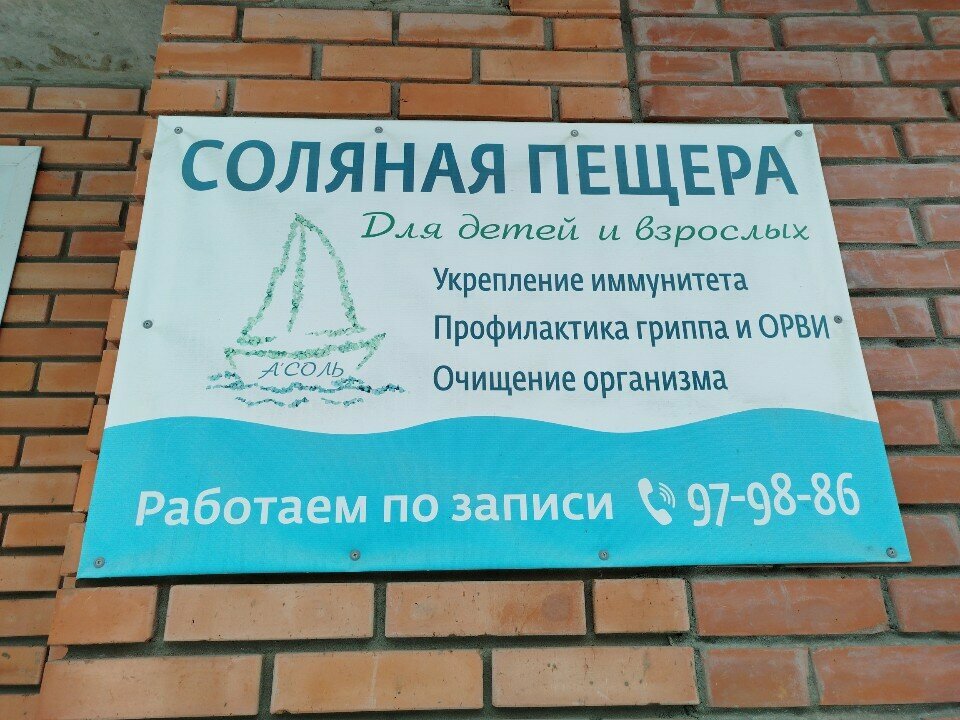 СОЛЯНАЯ ПЕЩЕРА
Для детей и взрослых
Укрепление иммунитета
Профилактика гриппа и ОРВИ
Очищение организма
А'СОЛЬ
Работаем по записи 97-98-86